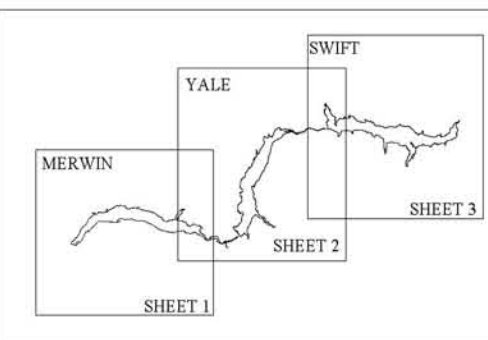 SWIFT
YALE
MERWIN
SHEET 3
SHEET 2
SHEET 1